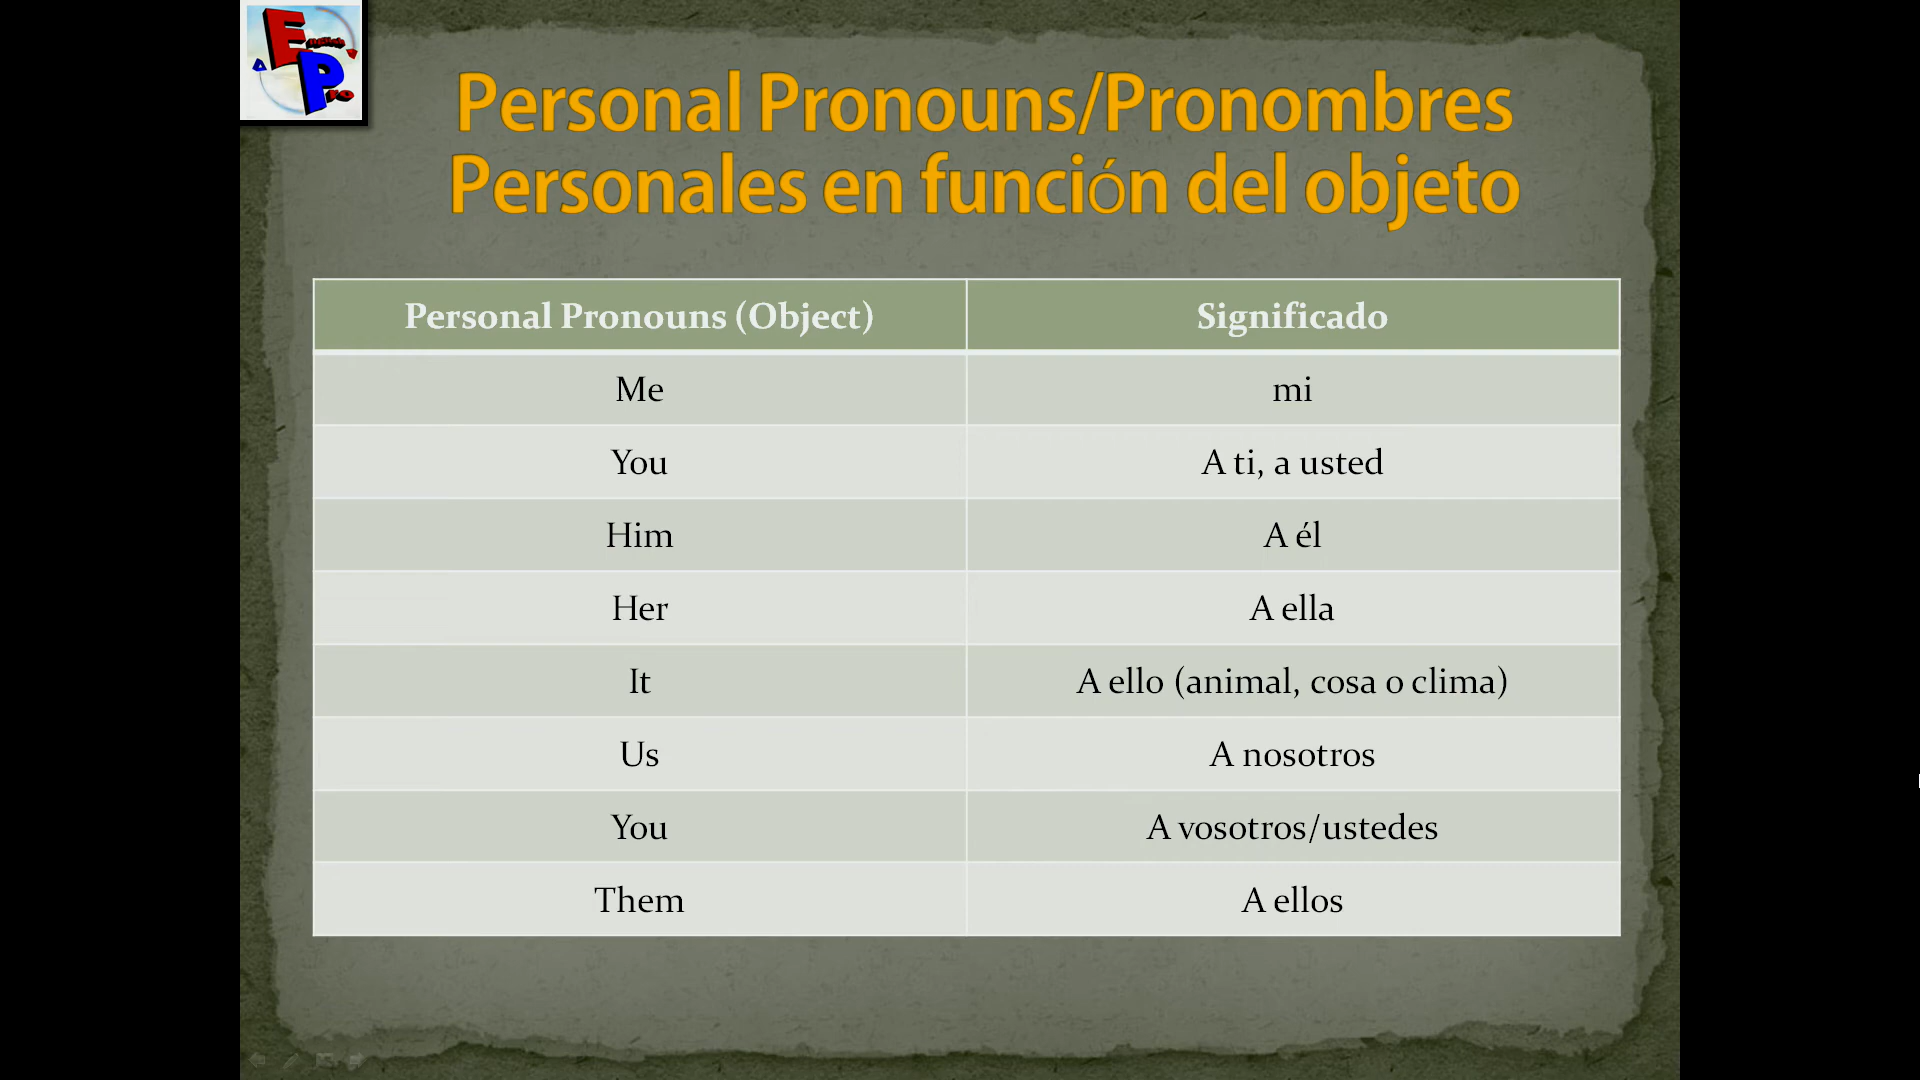 Personal Pronouns/Pronombres
Personales en función del objeto
Personal Pronouns (Object) Significado
Me mi
You A ti, a usted
Him A él
Her A ella
It A ello (animal, cosa o clima)
Us A nosotros
You A vosotros/ustedes
Them A ellos